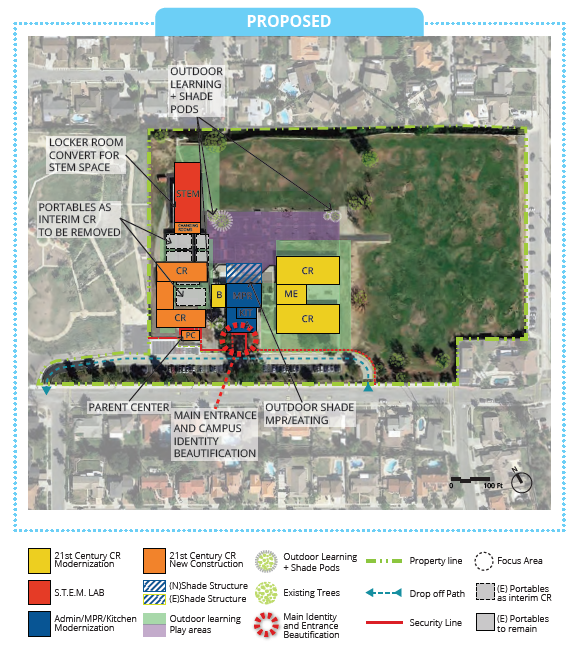 PROPOSED
OUTDOOR
LEARNING
+ SHADE
PODS
LOCKER ROOM
CONVERT FOR
STEM SPACE
STEM
PORTABLES AS
INTERIM CR
TO BE REMOVED
CHANGING
ROOMS
CR
CR
B
ME
CR
CR
PC
PARENT CENTER
MAIN ENTRANCE
AND CAMPUS
IDENTITY
BEAUTIFICATION
OUTDOOR SHADE
MPR/EATING
N
0
100 Ft
21st Century CR
Modernization
21st Century CR
New Construction
Outdoor Learning
+ Shade Pods
Property line
Focus Area
S.T.E.M. LAB
(N)Shade Structure
(E)Shade Structure
Existing Trees
Drop off Path
(E) Portables
as interim CR
Admin/MPR/Kitchen
Modernization
Outdoor learning
Play areas
Main Identity
and Entrance
Beautification
Security Line
(E) Portables
to remain